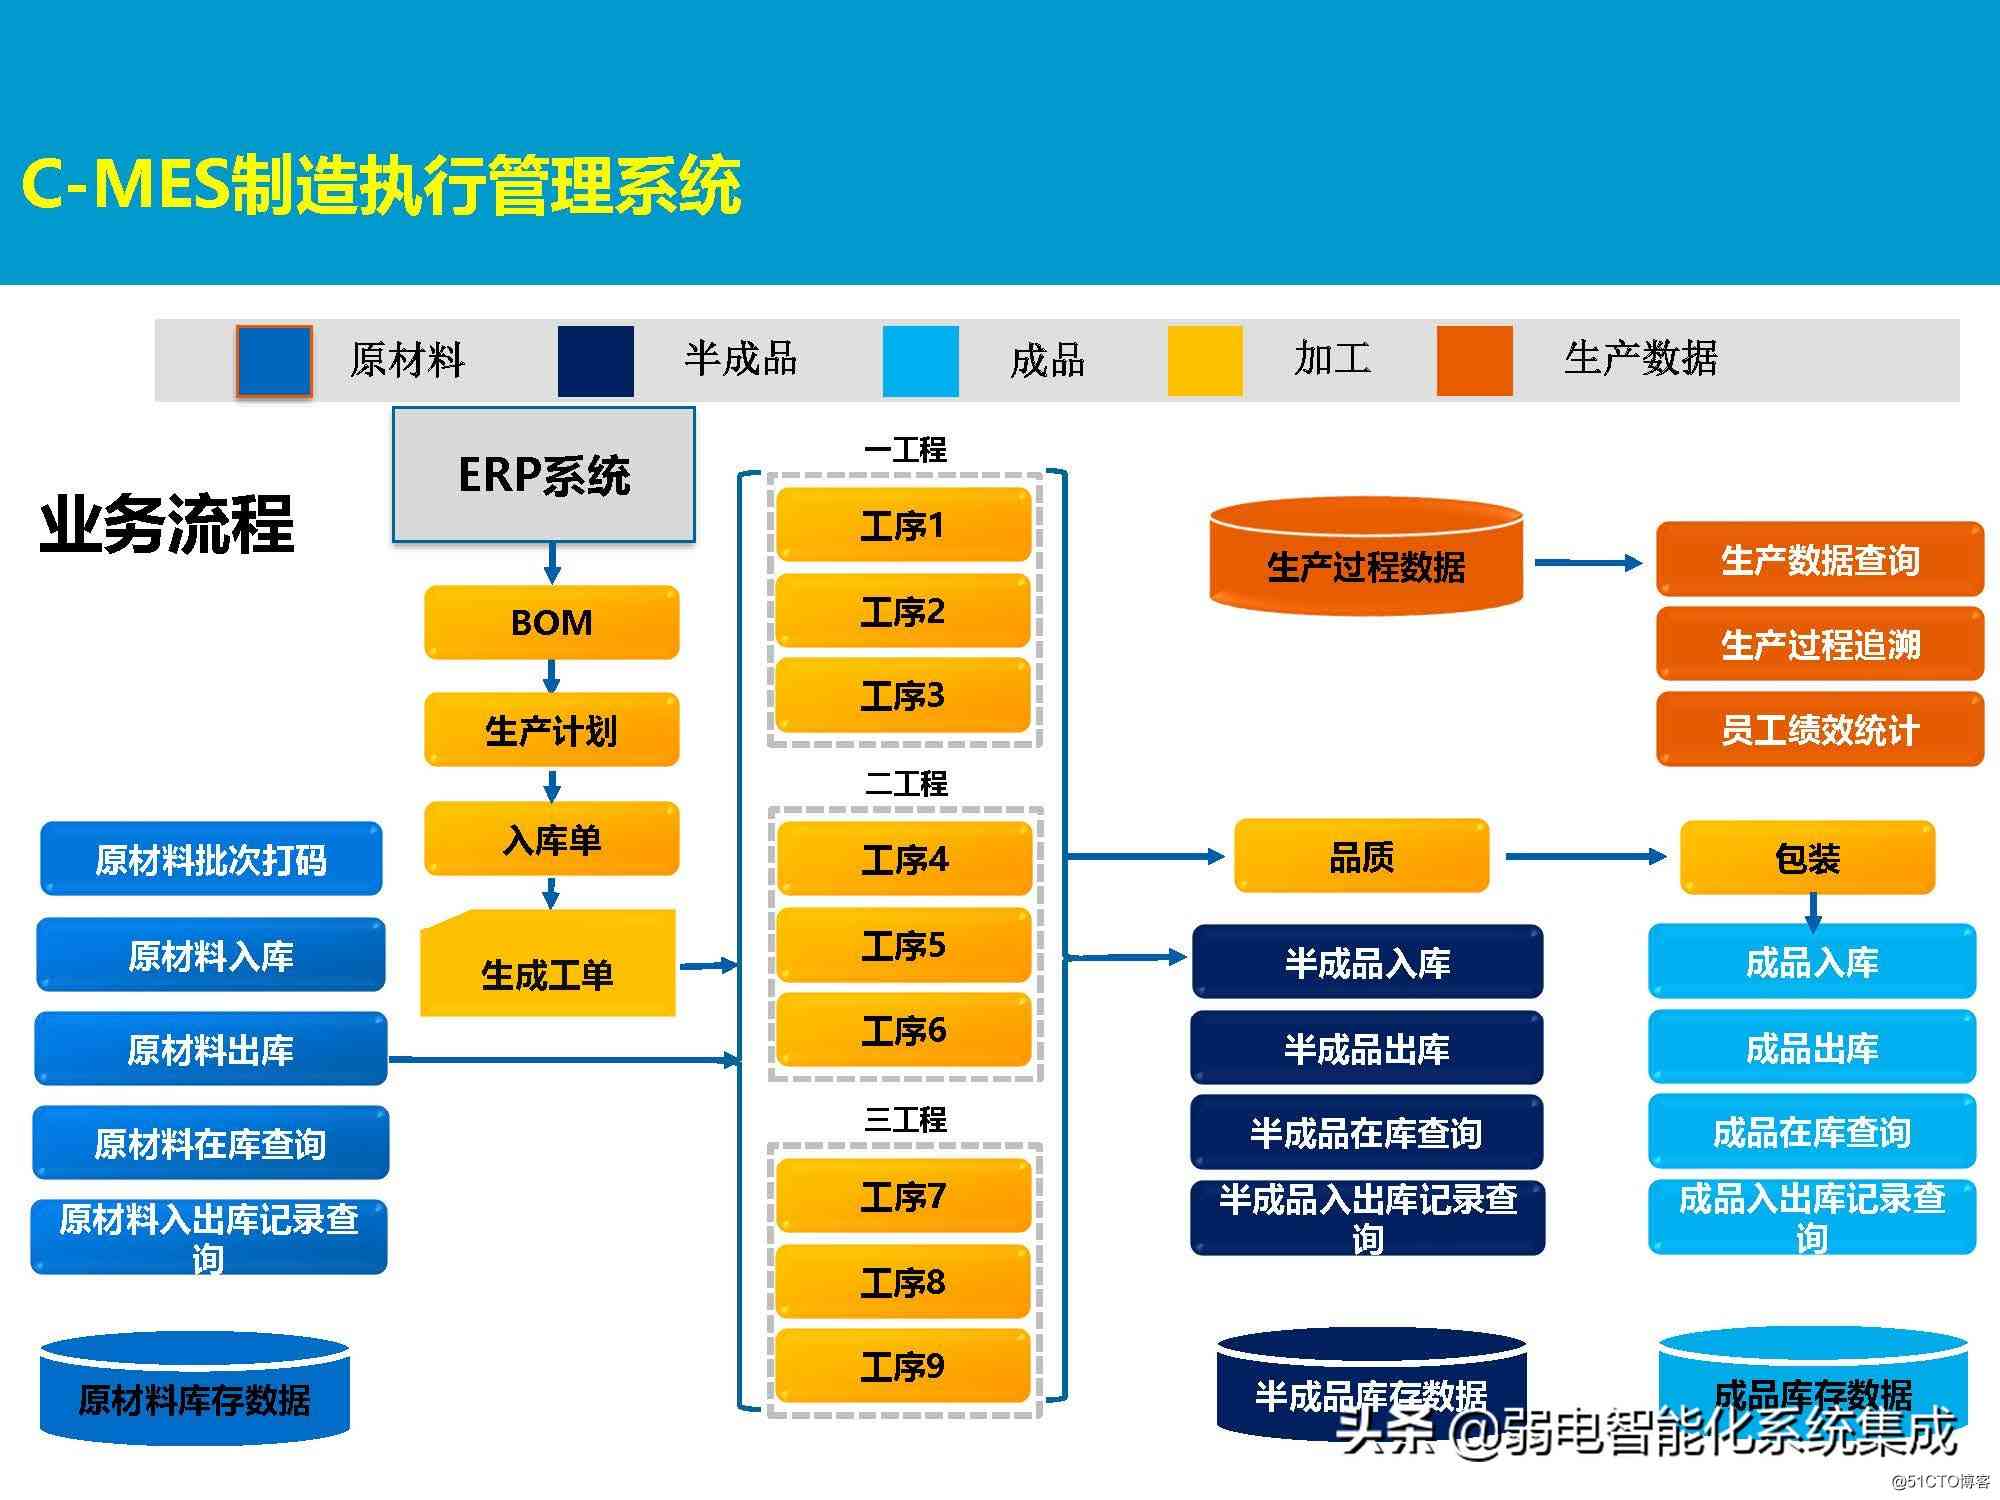 C-MES制造执行管理系统
原材料
半成品
成品
加工
生产数据
业务流程
ERP系统
BOM
生产计划
入库单
生成工单
原材料批次打码
原材料入库
原材料出库
原材料在库查询
原材料入出库记录查
询
原材料库存数据
一工程
工序1
工序2
工序3
二工程
工序4
工序5
工序6
三工程
工序7
工序8
工序9
生产过程数据
生产数据查询
生产过程追溯
员工绩效统计
品质
包装
半成品入库
半成品出库
半成品在库查询
半成品入出库记录查
询
半成品库存数据
成品入库
成品出库
成品在库查询
成品入出库记录查
询
成品库存数据
头条 @弱电智能化系统集成
@51CTO博客